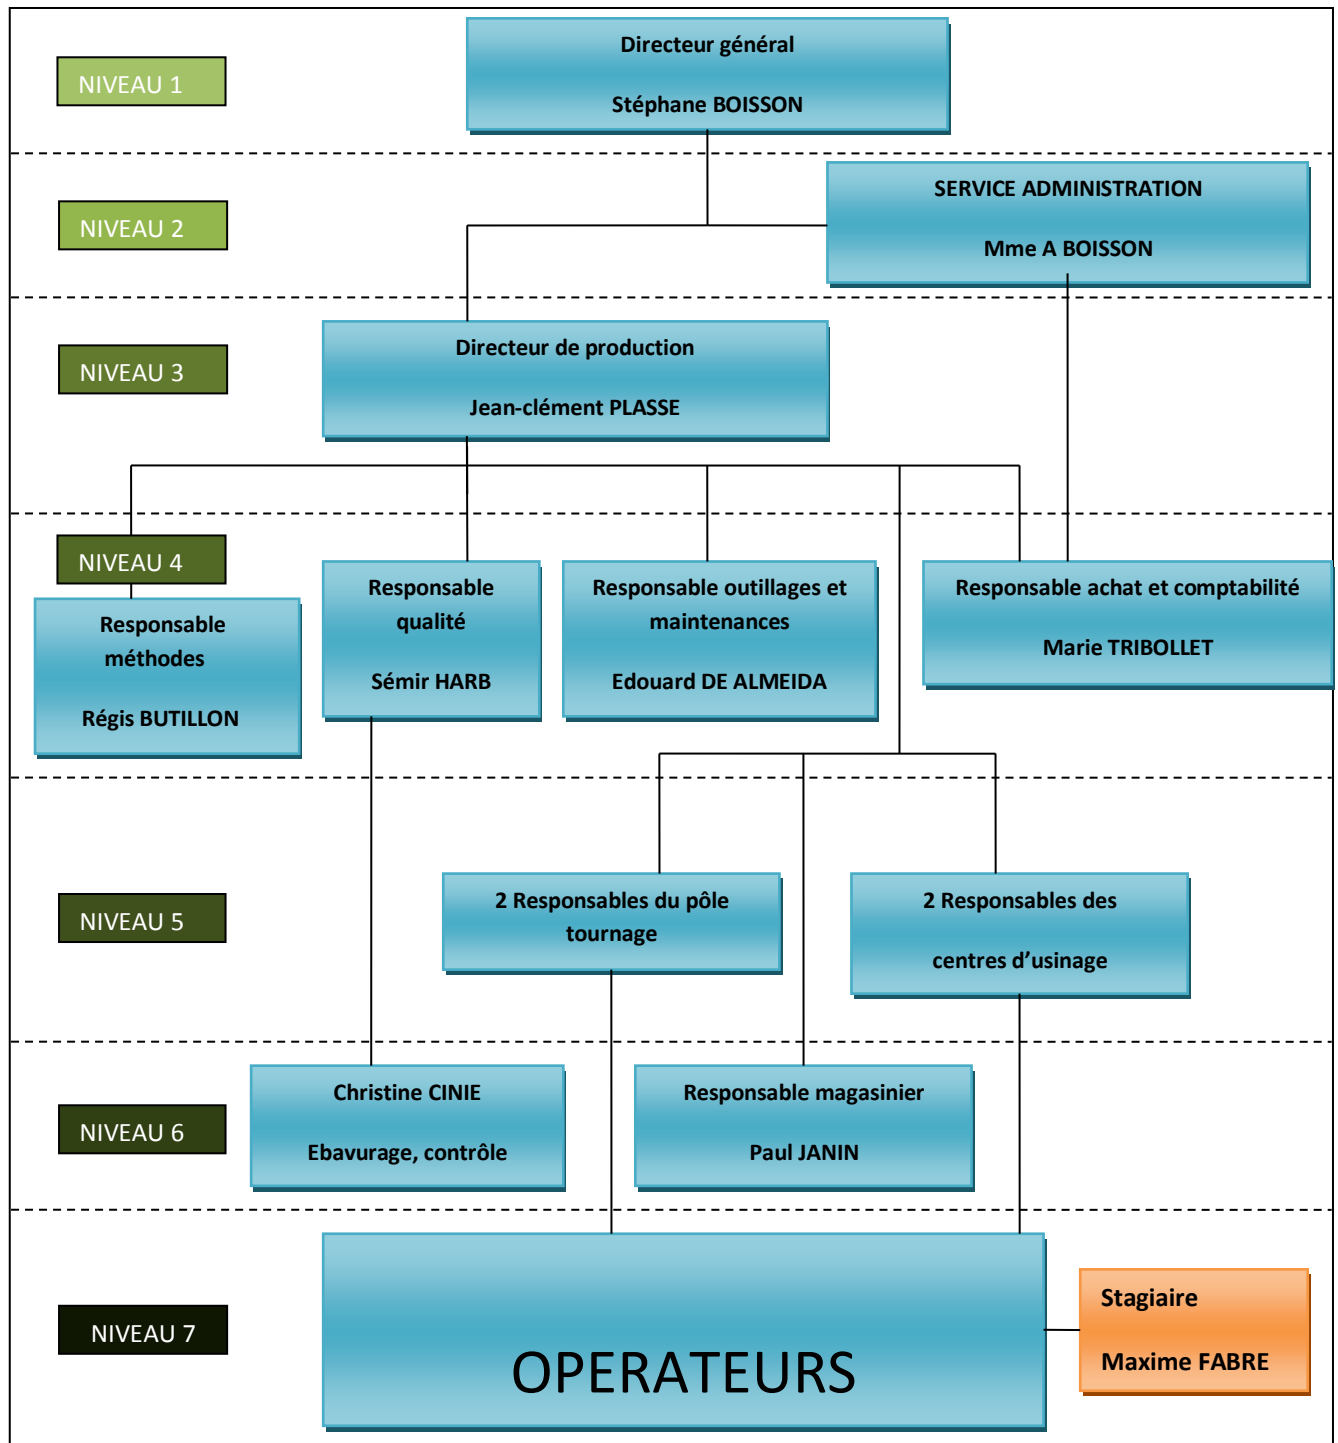 NIVEAU 1
Directeur général
Stéphane BOISSON
NIVEAU 2
SERVICE ADMINISTRATION
Mme A BOISSON
NIVEAU 3
Directeur de production
Jean-clément PLASSE
NIVEAU 4
Responsable
méthodes
Régis BUTILLON
Responsable
qualité
Sémir HARB
Responsable outillages et
maintenances
Edouard DE ALMEIDA
Responsable achat et comptabilité
Marie TRIBOLLET
NIVEAU 5
2 Responsables du pôle
tournage
2 Responsables des
centres d’usinage
NIVEAU 6
Christine CINIE
Ebavurage, contrôle
Responsable magasinier
Paul JANIN
NIVEAU 7
OPERATEURS
Stagiaire
Maxime FABRE